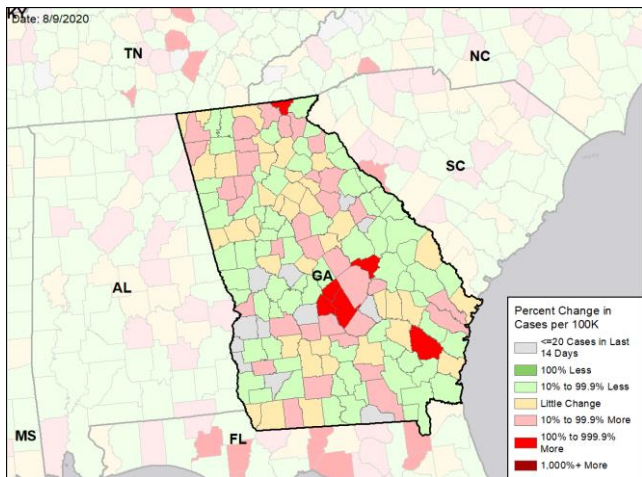 KY
Date: 8/9/2020
TN
NC
SC
GA
AL
MS
FL
Percent Change in
Cases per 100K
<=20 Cases in Last
14 Days
100% Less
10% to 99.9% Less
Little Change
10% to 99.9% More
100% to 999.9%
More
1,000%+ More